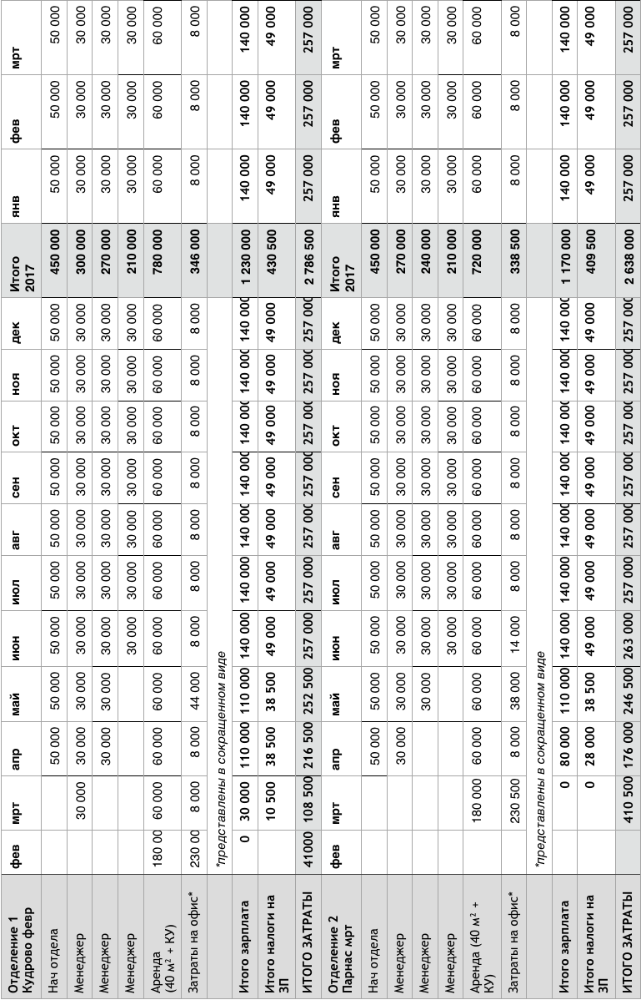 Отделение 1 Кудрово февр фев мрт апр май июн июл авг сен окт ноя дек Итого 2017 янв фев мрт
Нач отдела 50 000 50 000 50 000 50 000 50 000 50 000 50 000 50 000 50 000 450 000 50 000 50 000 50 000
Менеджер 30 000 30 000 30 000 30 000 30 000 30 000 30 000 30 000 30 000 30 000 300 000 30 000 30 000 30 000
Менеджер 30 000 30 000 30 000 30 000 30 000 30 000 30 000 30 000 30 000 270 000 30 000 30 000 30 000
Менеджер 30 000 30 000 30 000 30 000 30 000 30 000 30 000 210 000 30 000 30 000 30 000
Аренда (40 м² + КУ) 180 00 60 000 60 000 60 000 60 000 60 000 60 000 60 000 60 000 60 000 60 000 780 000 60 000 60 000 60 000
Затраты на офис* 230 00 8 000 8 000 44 000 8 000 8 000 8 000 8 000 8 000 8 000 8 000 346 000 8 000 8 000 8 000
*представлены в сокращенном виде
Итого зарплата 0 30 000 110 000 110 000 140 000 140 000 140 000 140 000 140 000 140 000 140 000 1 230 000 140 000 140 000 140 000
Итого налоги на ЗП 10 500 38 500 38 500 49 000 49 000 49 000 49 000 49 000 49 000 49 000 430 500 49 000 49 000 49 000
ИТОГО ЗАТРАТЫ 41000 108 500 216 500 252 500 257 000 257 000 257 000 257 000 257 000 257 000 257 000 2 786 500 257 000 257 000 257 000
Отделение 2 Парнас мрт фев мрт апр май июн июл авг сен окт ноя дек Итого 2017 янв фев мрт
Нач отдела 50 000 50 000 50 000 50 000 50 000 50 000 50 000 50 000 50 000 450 000 50 000 50 000 50 000
Менеджер 30 000 30 000 30 000 30 000 30 000 30 000 30 000 30 000 30 000 270 000 30 000 30 000 30 000
Менеджер 30 000 30 000 30 000 30 000 30 000 30 000 30 000 30 000 240 000 30 000 30 000 30 000
Менеджер 30 000 30 000 30 000 30 000 30 000 30 000 30 000 210 000 30 000 30 000 30 000
Аренда (40 м² + КУ) 180 000 60 000 60 000 60 000 60 000 60 000 60 000 60 000 60 000 60 000 720 000 60 000 60 000 60 000
Затраты на офис* 230 500 8 000 38 000 14 000 8 000 8 000 8 000 8 000 8 000 8 000 338 500 8 000 8 000 8 000
*представлены в сокращенном виде
Итого зарплата 0 80 000 110 000 140 000 140 000 140 000 140 000 140 000 140 000 140 000 1 170 000 140 000 140 000 140 000
Итого налоги на ЗП 0 28 000 38 500 49 000 49 000 49 000 49 000 49 000 49 000 49 000 409 500 49 000 49 000 49 000
ИТОГО ЗАТРАТЫ 410 500 176 000 246 500 263 000 257 000 257 000 257 000 257 000 257 000 257 000 2 638 000 257 000 257 000 257 000